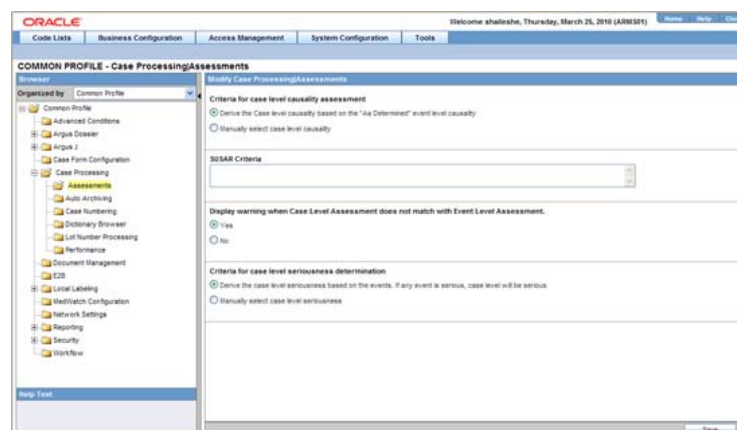 ORACLE
Welcome shaileshe, Thursday, March 25, 2010 (ARMS01)
Home Help
Code Lists Business Configuration Access Management System Configuration Tools
COMMON PROFILE - Case Processing|Assessments
Browser
Modify Case Processing|Assessments
Organized by Common Profile
Common Profile
Advanced Conditions
Argus Dossier
Argus J
Case Form Configuration
Case Processing
Assessments
Auto Archiving
Case Numbering
Dictionary Browser
Lot Number Processing
Performance
Document Management
E2B
Local Labeling
MedWatch Configuration
Network Settings
Reporting
Security
Workflow
Criteria for case level causality assessment
Derive the Case level causality based on the "As Determined" event level causality
Manually select case level causality
SUSAR Criteria
Display warning when Case Level Assessment does not match with Event Level Assessment.
Yes
No
Criteria for case level seriousness determination
Derive the case level seriousness based on the events. If any event is serious, case level will be serious
Manually select case level seriousness
Help Text
Save